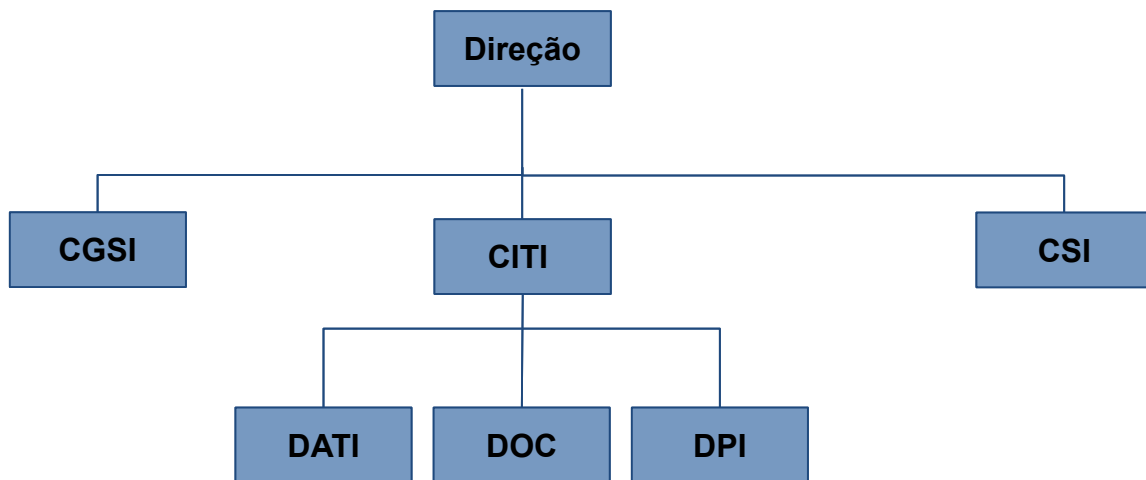 Direção
CGSI
CITI
CSI
DATI
DOC
DPI